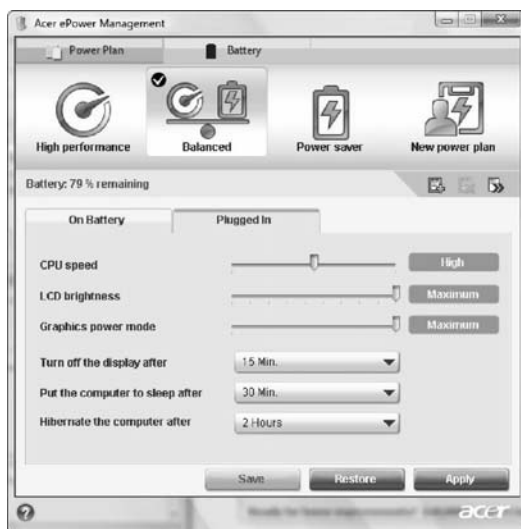 Acer ePower Management
Power Plan Battery
High performance Balanced Power saver New power plan
Battery: 79 % remaining
On Battery Plugged In
CPU speed High
LCD brightness Maximum
Graphics power mode Maximum
Turn off the display after 15 Min.
Put the computer to sleep after 30 Min.
Hibernate the computer after 2 Hours
Save Restore Apply
acer